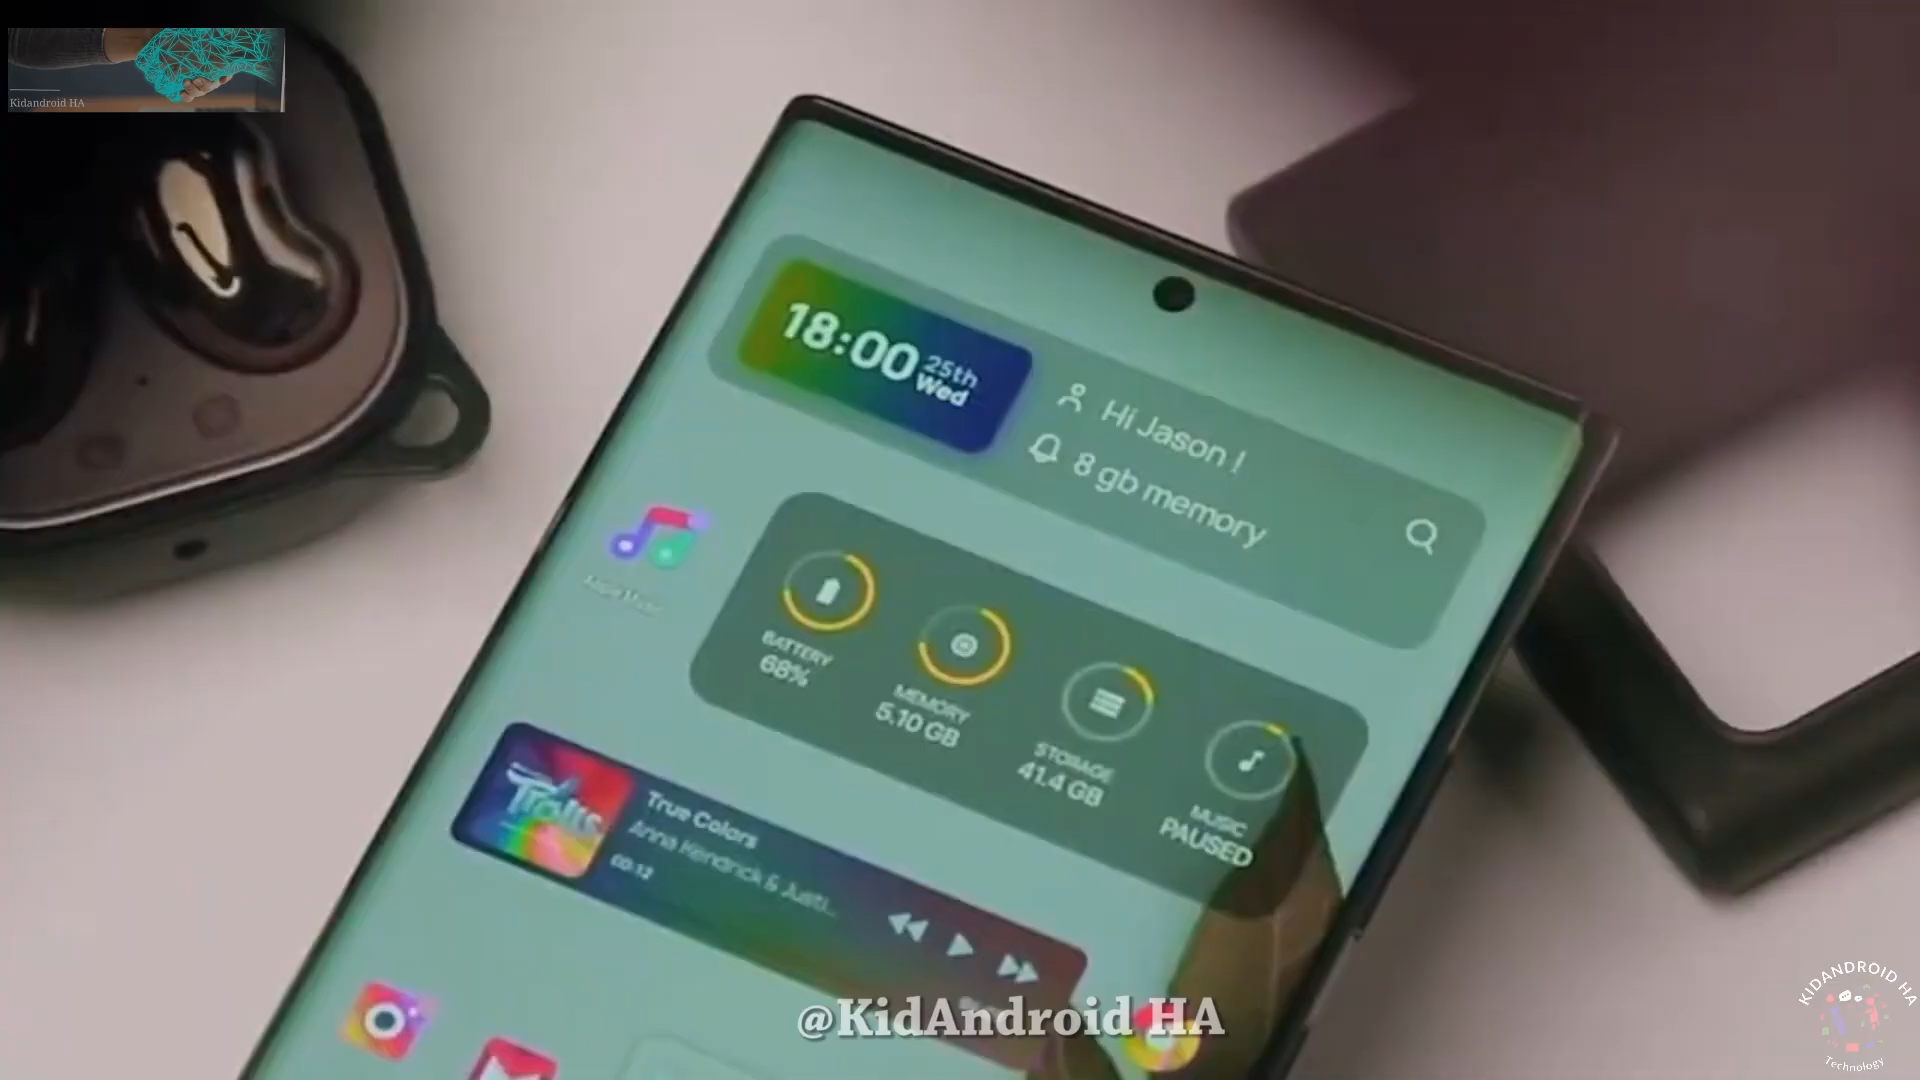 Kidandroid HA
18:00
25th
Wed
Hi Jason !
8 gb memory
BATTERY
68%
MEMORY
5.10 GB
STORAGE
41.4 GB
MUSIC
PAUSED
Trolls
True Colors
Anna Kendrick & Justi...
00:12
@KidAndroid HA
KIDANDROID HA
Technology